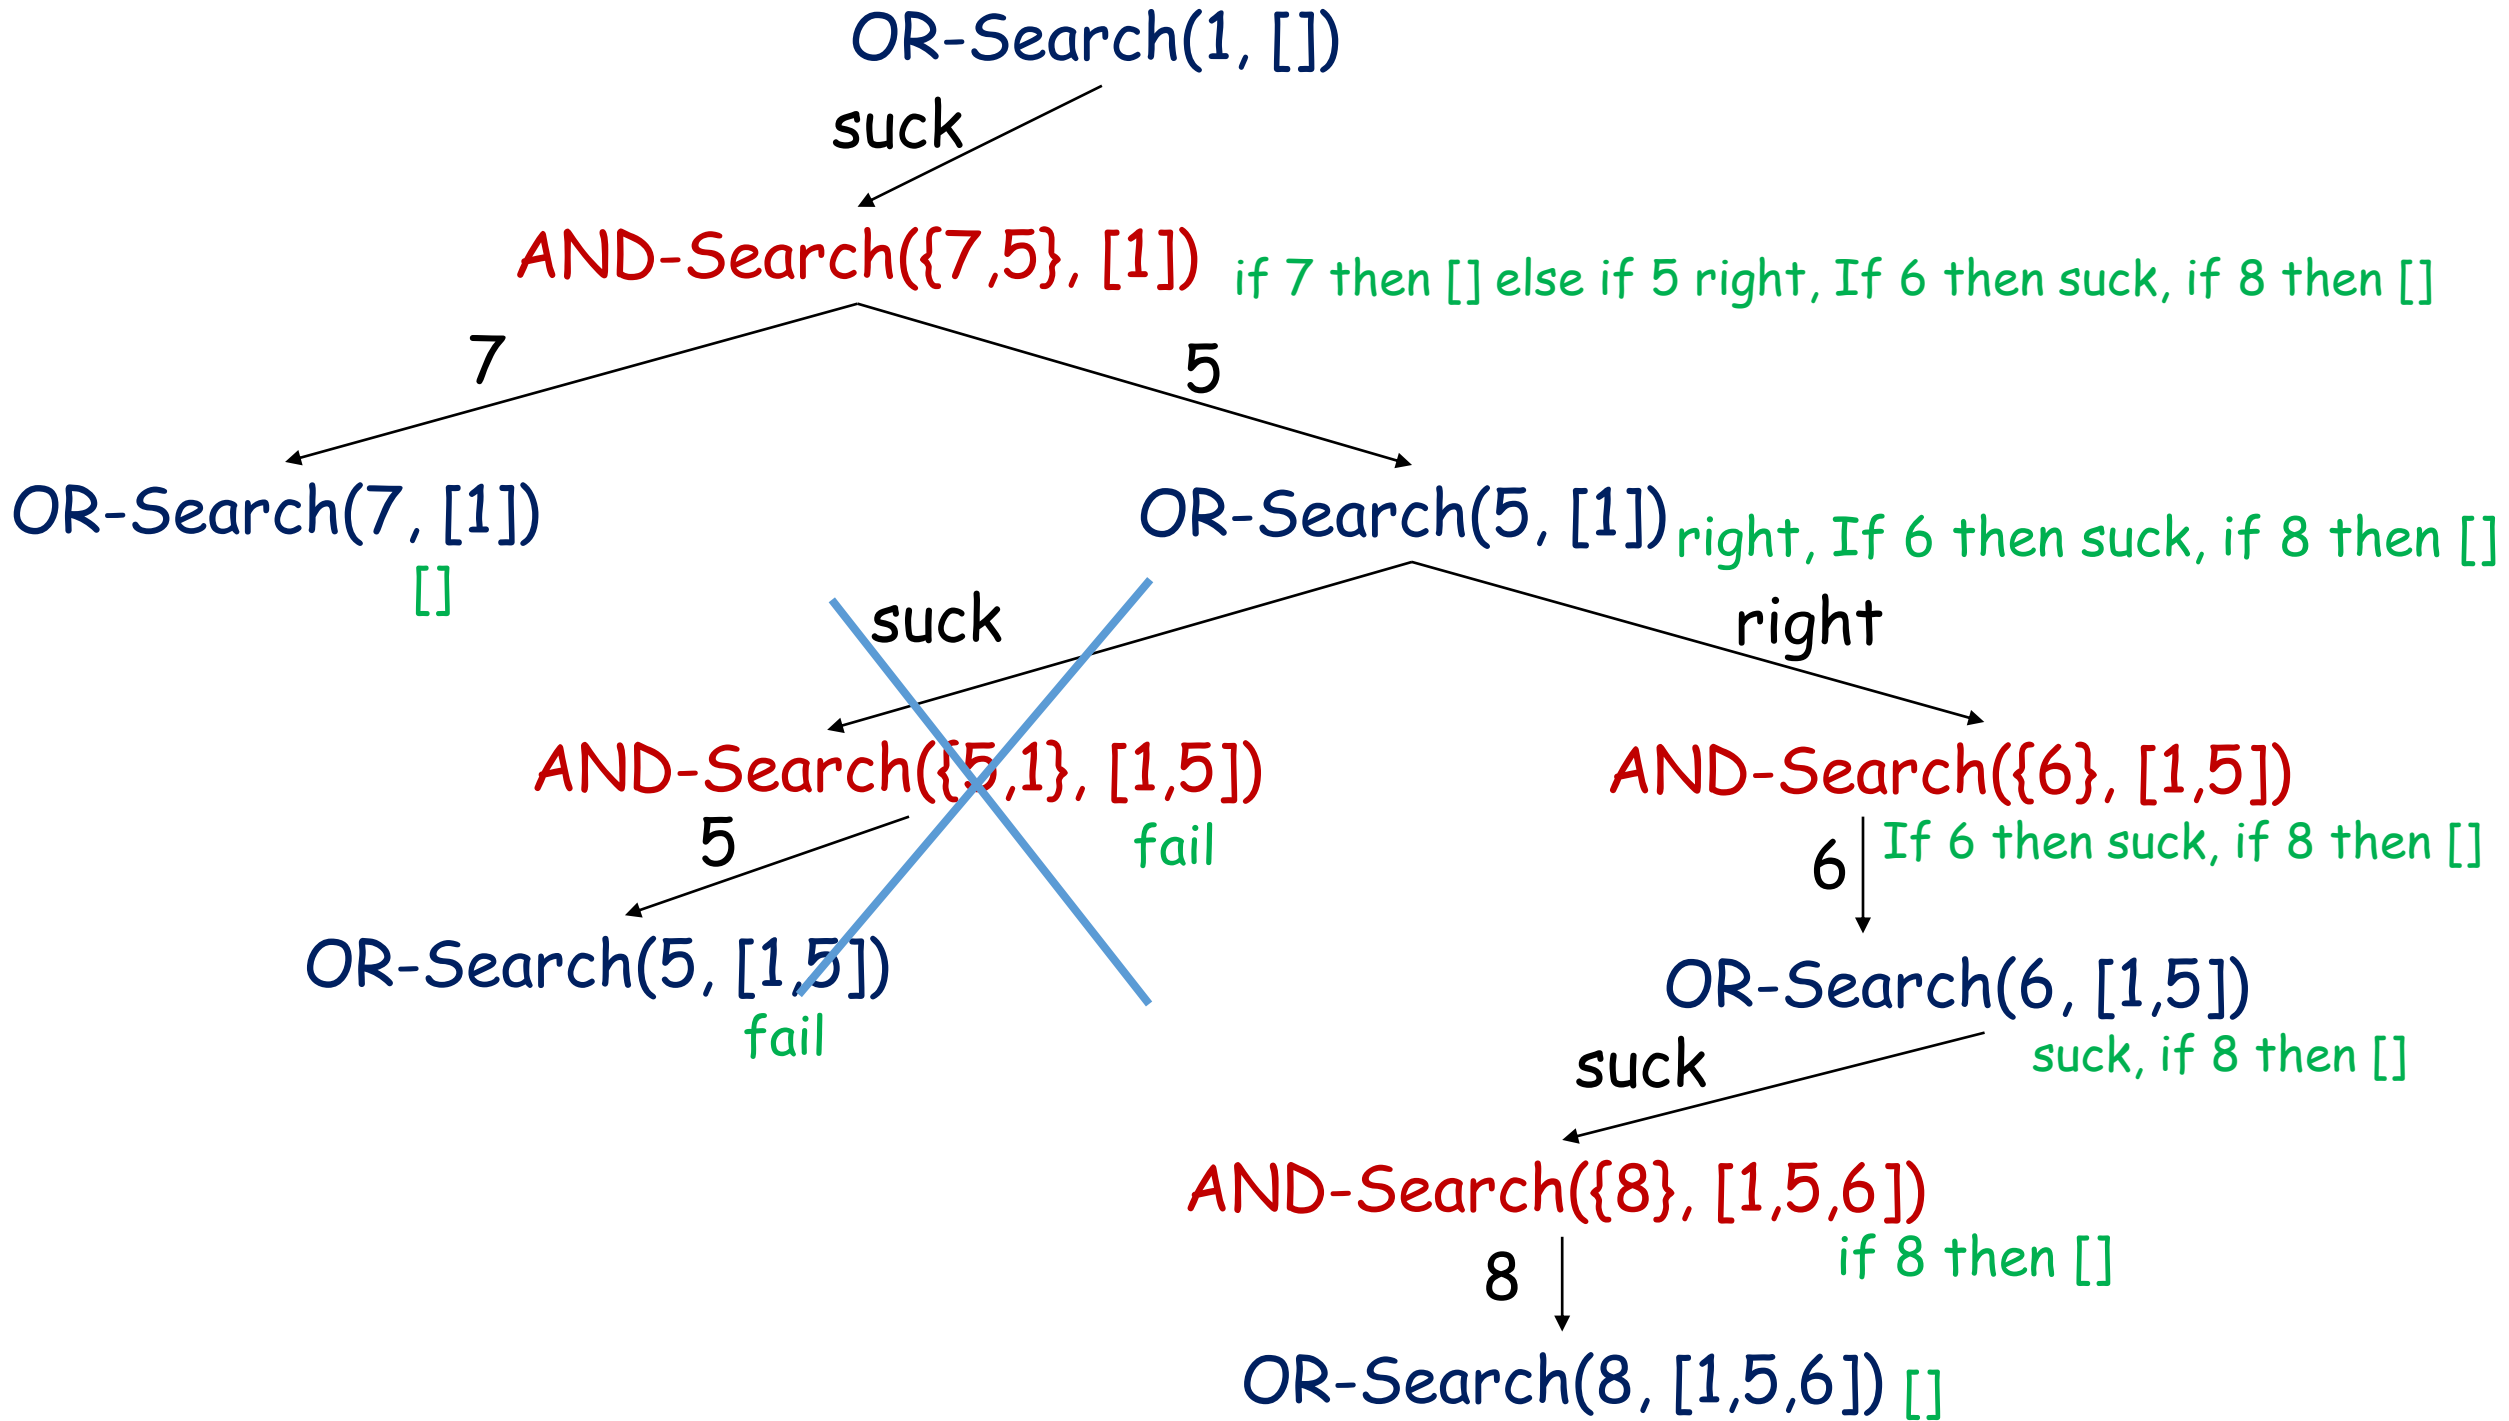 OR-Search(1, [])
suck
AND-Search({7,5}, [1])
if 7 then [] else if 5 right, If 6 then suck, if 8 then []
7
5
OR-Search(7, [1])
OR-Search(5, [1])
right, If 6 then suck, if 8 then []
[]
suck
right
AND-Search({5,1}, [1,5])
AND-Search({6}, [1,5])
5
fail
6
If 6 then suck, if 8 then []
OR-Search(5, [1,5])
OR-Search(6, [1,5])
fail
suck
suck, if 8 then []
AND-Search({8}, [1,5,6])
8
if 8 then []
OR-Search(8, [1,5,6])
[]